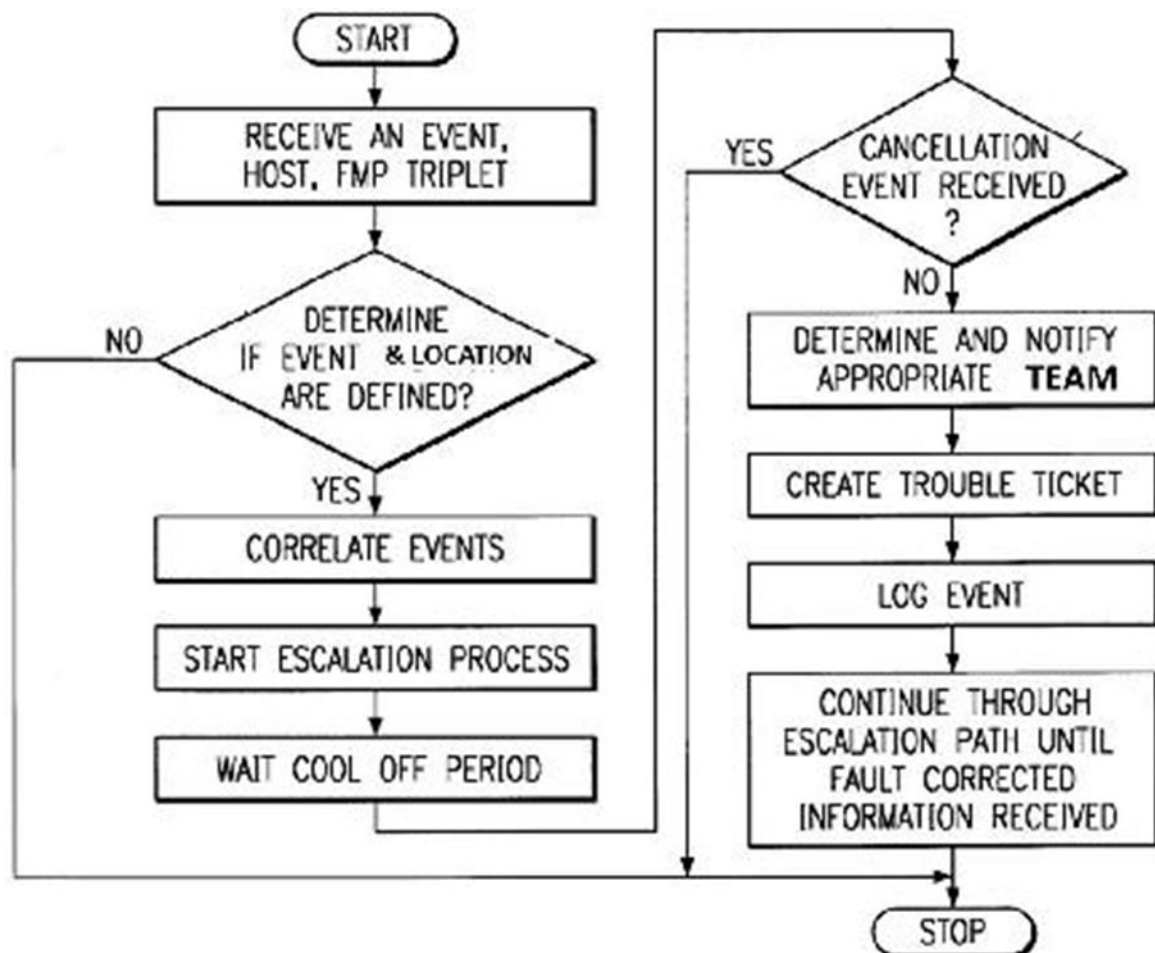 START
RECEIVE AN EVENT,
HOST, FMP TRIPLET
DETERMINE
IF EVENT & LOCATION
ARE DEFINED?
NO
YES
CORRELATE EVENTS
START ESCALATION PROCESS
WAIT COOL OFF PERIOD
CANCELLATION
EVENT RECEIVED
?
YES
NO
DETERMINE AND NOTIFY
APPROPRIATE TEAM
CREATE TROUBLE TICKET
LOG EVENT
CONTINUE THROUGH
ESCALATION PATH UNTIL
FAULT CORRECTED
INFORMATION RECEIVED
STOP